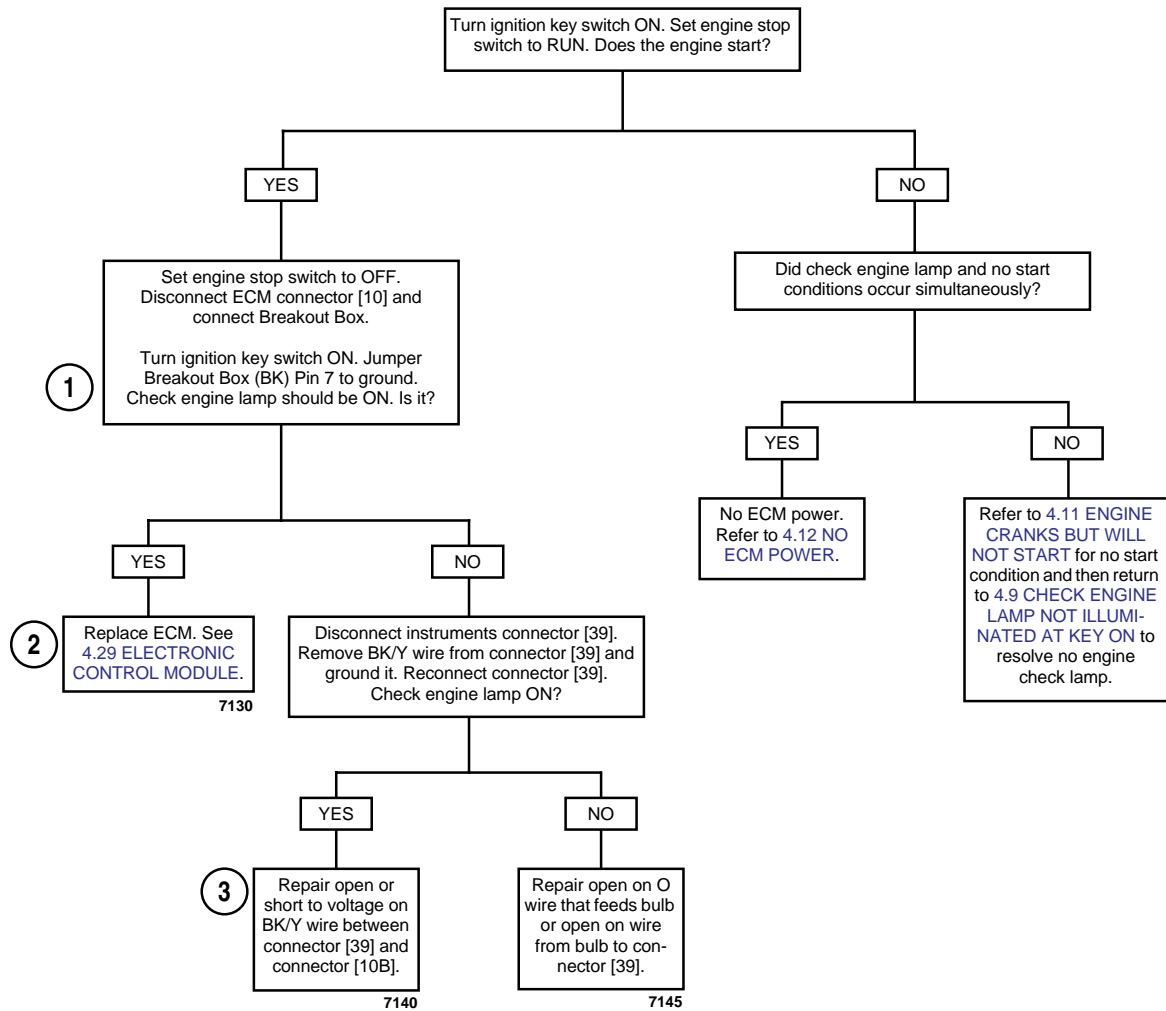 Turn ignition key switch ON. Set engine stop
switch to RUN. Does the engine start?
YES
NO
Set engine stop switch to OFF.
Disconnect ECM connector [10] and
connect Breakout Box.
Turn ignition key switch ON. Jumper
Breakout Box (BK) Pin 7 to ground.
Check engine lamp should be ON. Is it?
1
Did check engine lamp and no start
conditions occur simultaneously?
YES
NO
No ECM power.
Refer to 4.12 NO
ECM POWER.
Refer to 4.11 ENGINE
CRANKS BUT WILL
NOT START for no start
condition and then return
to 4.9 CHECK ENGINE
LAMP NOT ILLUMI-
NATED AT KEY ON to
resolve no engine
check lamp.
YES
NO
2
Replace ECM. See
4.29 ELECTRONIC
CONTROL MODULE.
7130
Disconnect instruments connector [39].
Remove BK/Y wire from connector [39] and
ground it. Reconnect connector [39].
Check engine lamp ON?
YES
NO
3
Repair open or
short to voltage on
BK/Y wire between
connector [39] and
connector [10B].
7140
Repair open on O
wire that feeds bulb
or open on wire
from bulb to con-
nector [39].
7145